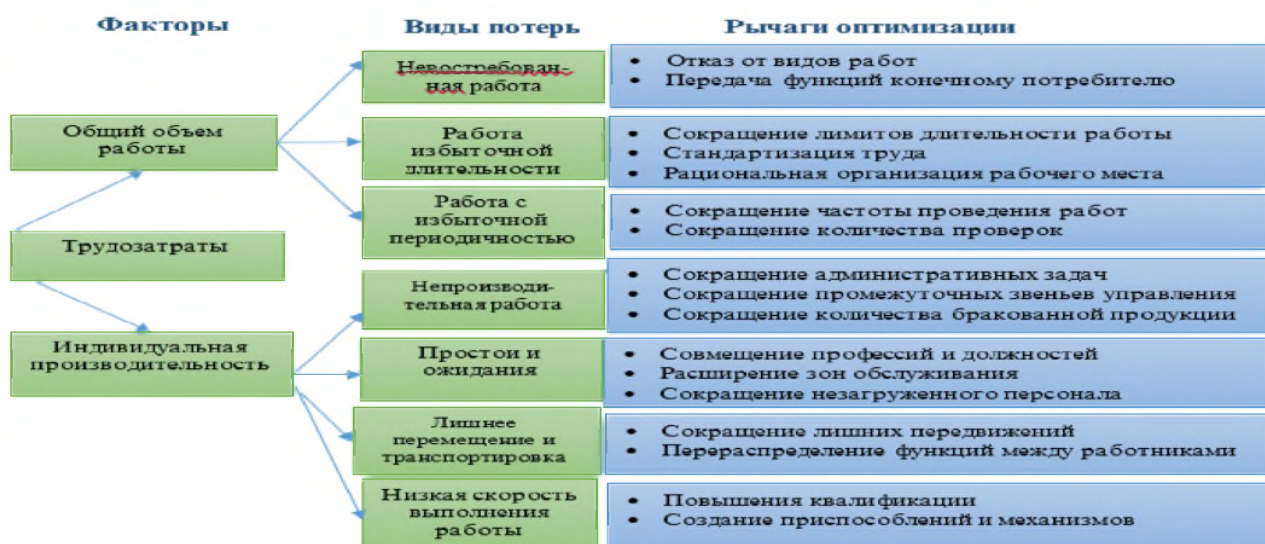 Факторы
Виды потерь
Рычаги оптимизации
Общий объем
работы
Трудозатраты
Индивидуальная
производительность
Невостребован-
ная работа
• Отказ от видов работ
• Передача функций конечному потребителю
Работа
избыточной
длительности
• Сокращение лимитов длительности работы
• Стандартизация труда
• Рациональная организация рабочего места
Работа с
избыточной
периодичностью
• Сокращение частоты проведения работ
• Сокращение количества проверок
Непроизводи-
тельная работа
• Сокращение административных задач
• Сокращение промежуточных звеньев управления
• Сокращение количества бракованной продукции
Простои и
ожидания
• Совмещение профессий и должностей
• Расширение зон обслуживания
• Сокращение незагруженного персонала
Лишнее
перемещение и
транспортировка
• Сокращение лишних передвижений
• Перераспределение функций между работниками
Низкая скорость
выполнения
работы
• Повышения квалификации
• Создание приспособлений и механизмов